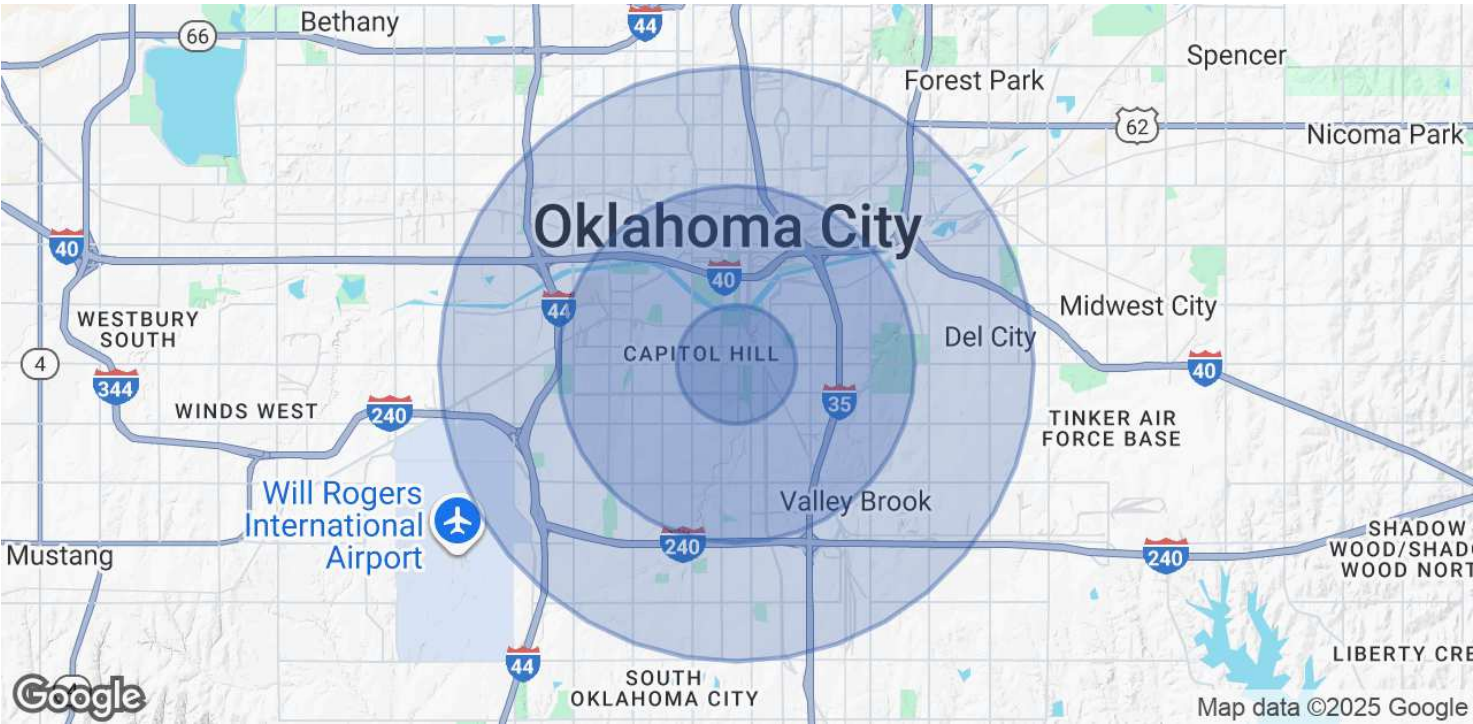 66
Bethany
44
Spencer
Forest Park
62
Nicoma Park
Oklahoma City
40
40
44
WESTBURY
SOUTH
Midwest City
Del City
CAPITOL HILL
4
344
40
35
WINDS WEST
240
TINKER AIR
FORCE BASE
Will Rogers
International
Airport
Valley Brook
Mustang
240
240
SHADOW
WOOD/SHADO
WOOD NORT
44
SOUTH
OKLAHOMA CITY
LIBERTY CRE
Google
Map data ©2025 Google